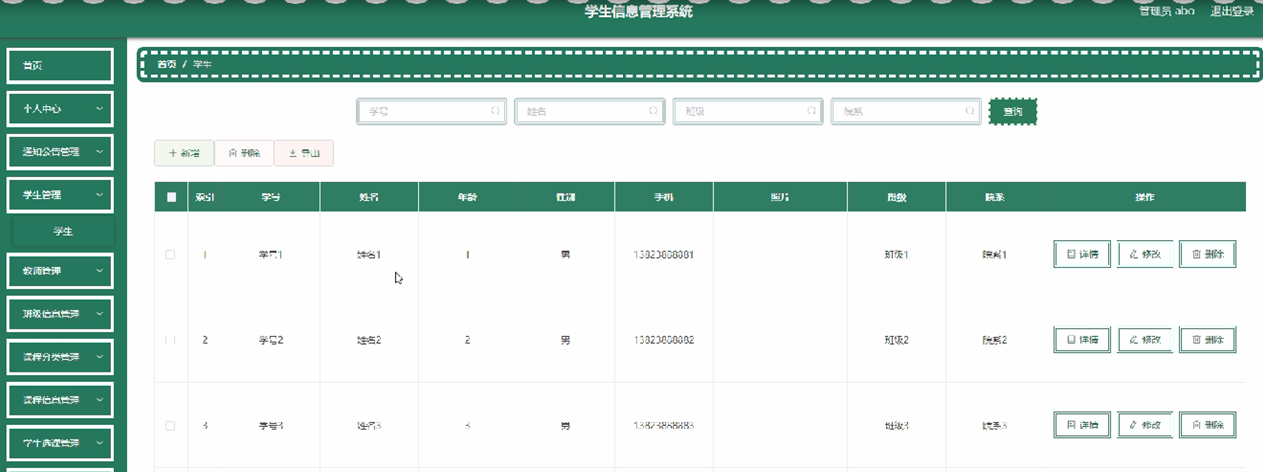 学生信息管理系统
管理员 abo 退出登录
首页
个人中心
通知公告管理
学生管理
学生
教师管理
班级信息管理
课程分类管理
课程信息管理
学生选课管理
首页 / 学生
学号 姓名 班级 院系 查询
新增 删除 导出
索引 学号 姓名 年龄 性别 手机 照片 班级 院系 操作
1 学号1 姓名1 1 男 13823888881 班级1 院系1 详情 修改 删除
2 学号2 姓名2 2 男 13823888882 班级2 院系2 详情 修改 删除
3 学号3 姓名3 3 男 13823888883 班级3 院系3 详情 修改 删除